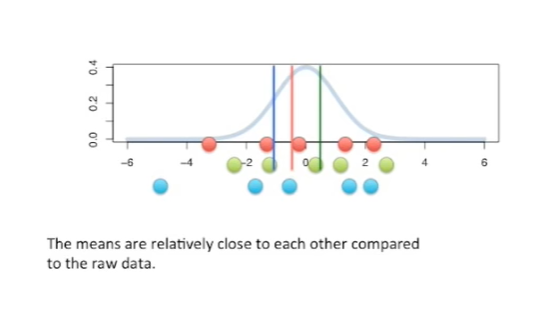 0.4
0.2
0.0
-6 -4 -2 0 2 4 6
The means are relatively close to each other compared
to the raw data.